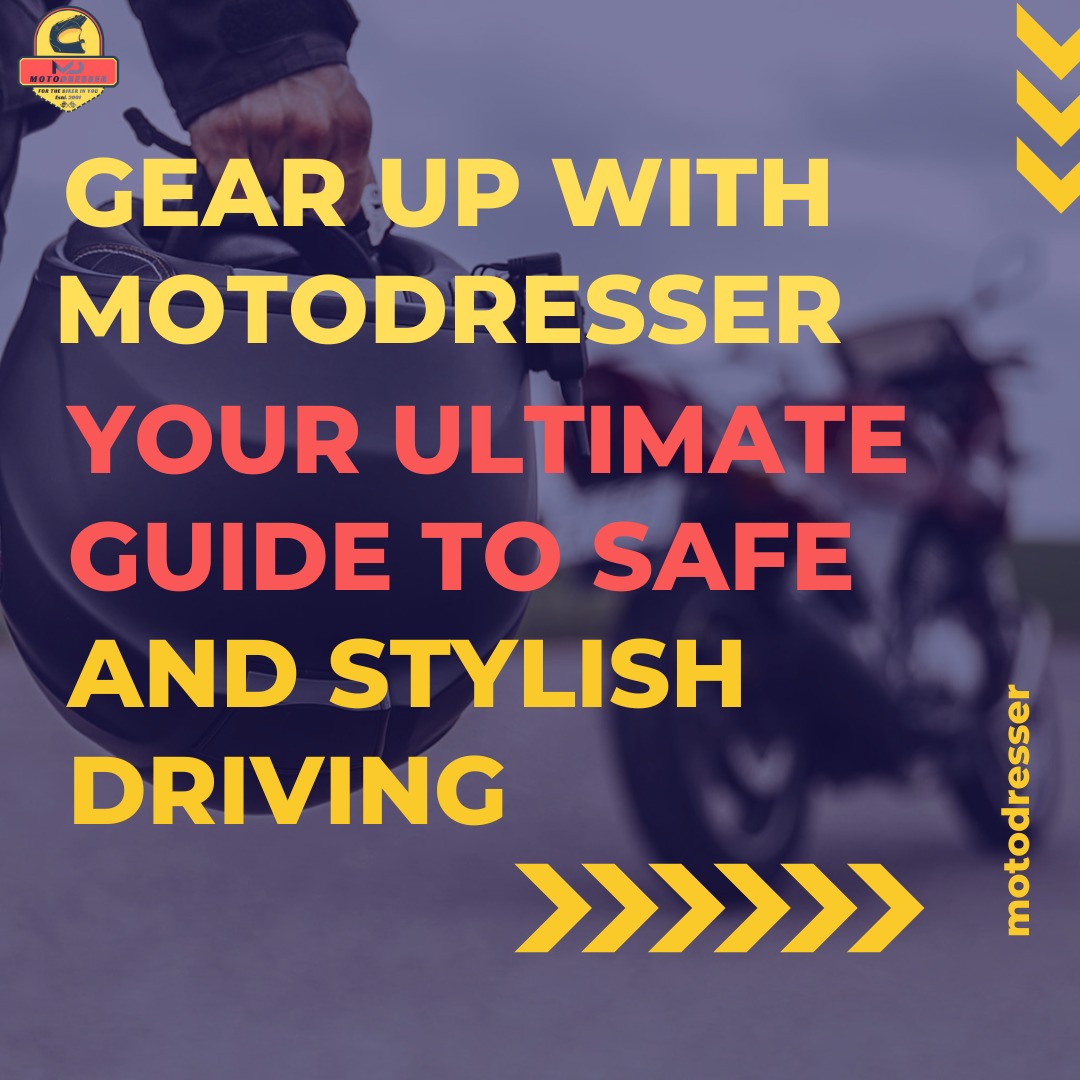 MOTODRESSER
FOR THE BIKER IN YOU
GEAR UP WITH
MOTODRESSER
YOUR ULTIMATE
GUIDE TO SAFE
AND STYLISH
DRIVING
motodresser